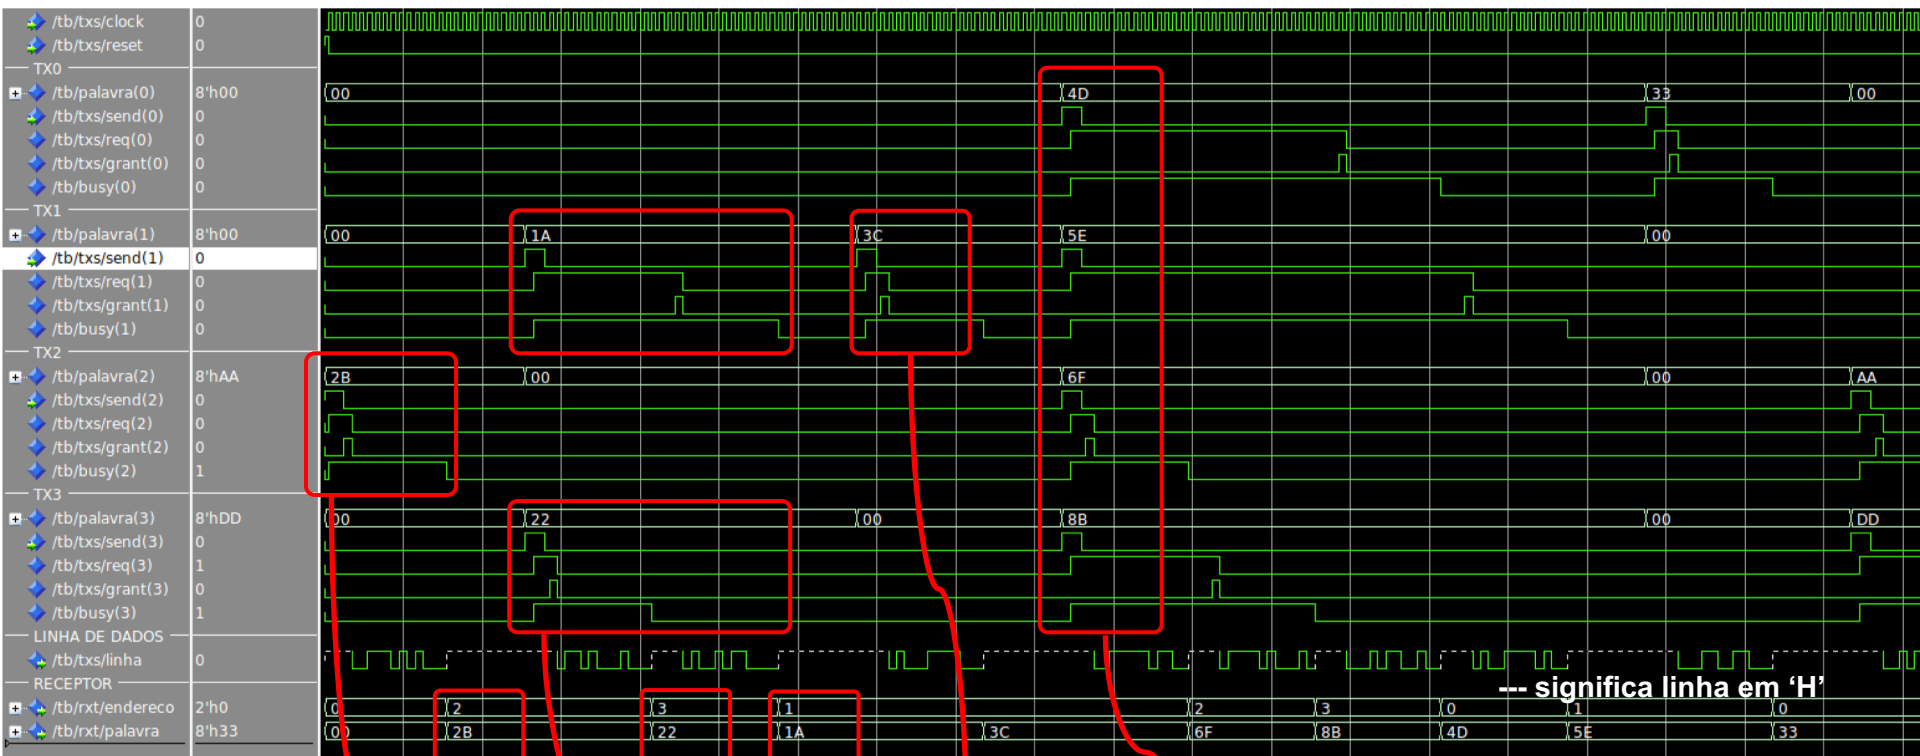 /tb/txs/clock 0
/tb/txs/reset 0
TX0
/tb/palavra(0) 8'h00 00 4D 33 00
/tb/txs/send(0) 0
/tb/txs/req(0) 0
/tb/txs/grant(0) 0
/tb/busy(0) 0
TX1
/tb/palavra(1) 8'h00 00 1A 3C 5E 00
/tb/txs/send(1) 0
/tb/txs/req(1) 0
/tb/txs/grant(1) 0
/tb/busy(1) 0
TX2
/tb/palavra(2) 8'hAA 2B 00 6F 00 AA
/tb/txs/send(2) 0
/tb/txs/req(2) 0
/tb/txs/grant(2) 0
/tb/busy(2) 1
TX3
/tb/palavra(3) 8'hDD 00 22 00 8B 00 DD
/tb/txs/send(3) 0
/tb/txs/req(3) 1
/tb/txs/grant(3) 0
/tb/busy(3) 1
LINHA DE DADOS
/tb/txs/linha 0
RECEPTOR
--- significa linha em ‘H’
/tb/rxt/endereco 2'h0 0 2 3 1 2 3 0 1 0
/tb/rxt/palavra 8'h33 00 2B 22 1A 3C 6F 8B 4D 5E 33